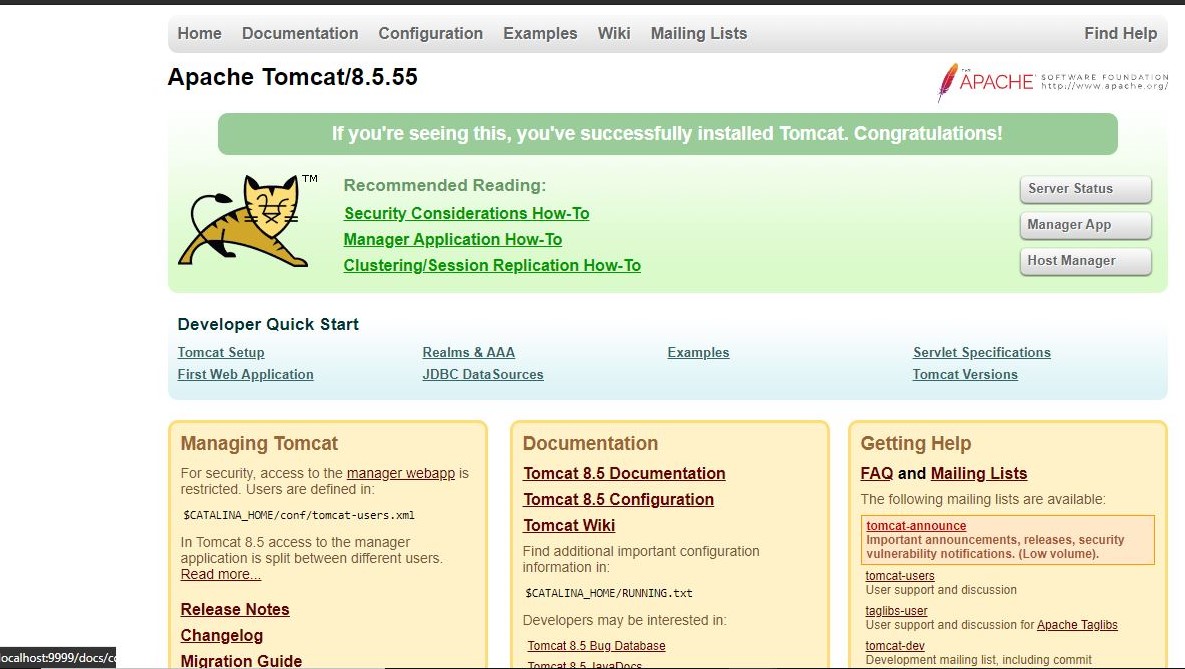 Home Documentation Configuration Examples Wiki Mailing Lists Find Help
Apache Tomcat/8.5.55
THE APACHE SOFTWARE FOUNDATION
http://www.apache.org/
If you're seeing this, you've successfully installed Tomcat. Congratulations!
TM
Recommended Reading:
Security Considerations How-To
Manager Application How-To
Clustering/Session Replication How-To
Server Status
Manager App
Host Manager
Developer Quick Start
Tomcat Setup
First Web Application
Realms & AAA
JDBC DataSources
Examples
Servlet Specifications
Tomcat Versions
Managing Tomcat
For security, access to the manager webapp is
restricted. Users are defined in:
$CATALINA_HOME/conf/tomcat-users.xml
In Tomcat 8.5 access to the manager
application is split between different users.
Read more...
Release Notes
Changelog
Migration Guide
Documentation
Tomcat 8.5 Documentation
Tomcat 8.5 Configuration
Tomcat Wiki
Find additional important configuration
information in:
$CATALINA_HOME/RUNNING.txt
Developers may be interested in:
Tomcat 8.5 Bug Database
Tomcat 8.5 JavaDocs
Getting Help
FAQ and Mailing Lists
The following mailing lists are available:
tomcat-announce
Important announcements, releases, security
vulnerability notifications. (Low volume).
tomcat-users
User support and discussion
taglibs-user
User support and discussion for Apache Taglibs
tomcat-dev
Development mailing list, including commit
localhost:9999/docs/co